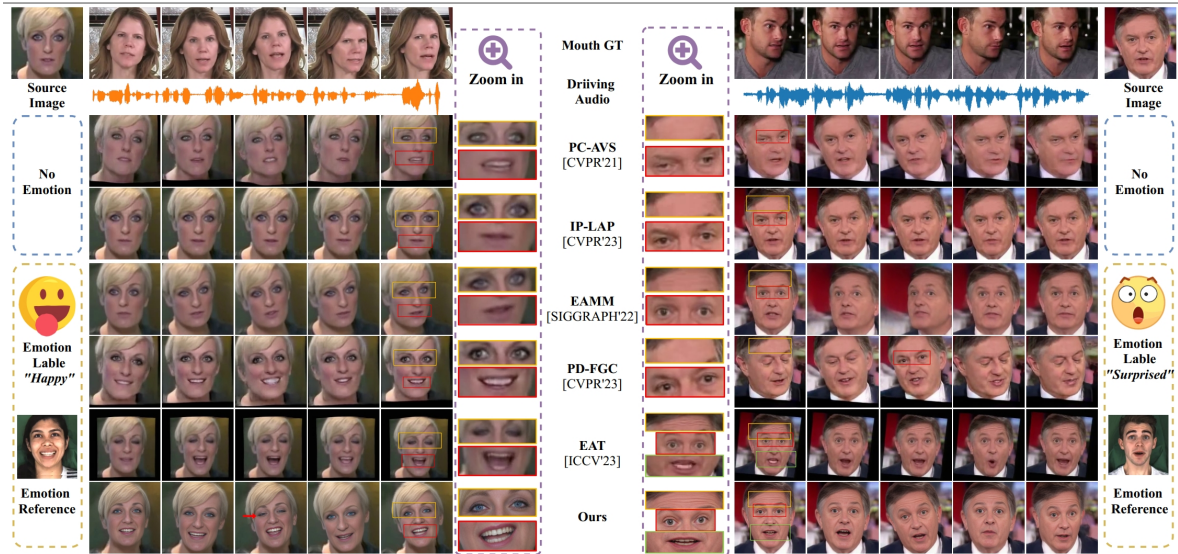 Source
Image
Zoom in
Mouth GT
Driiving
Audio
Zoom in
Source
Image
No
Emotion
PC-AVS
[CVPR'21]
IP-LAP
[CVPR'23]
No
Emotion
Emotion
Lable
"Happy"
EAMM
[SIGGRAPH'22]
PD-FGC
[CVPR'23]
Emotion
Lable
"Surprised"
Emotion
Reference
EAT
[ICCV'23]
Ours
Emotion
Reference